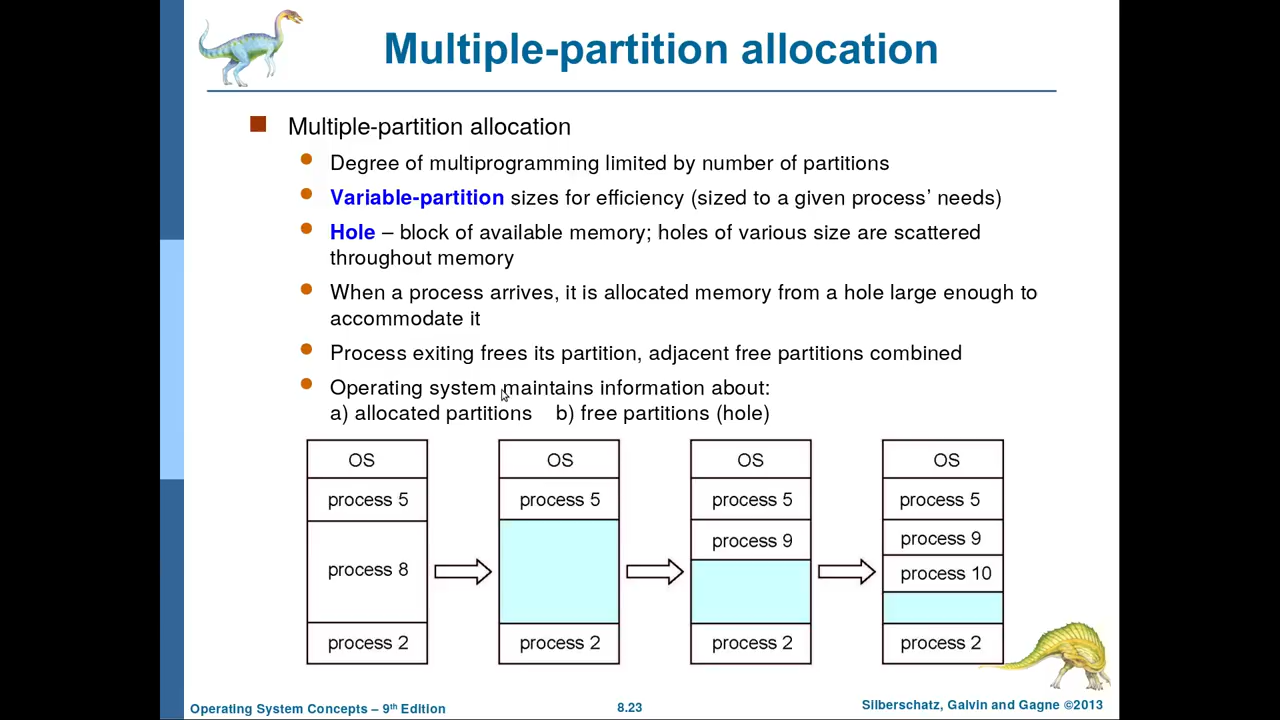 Multiple-partition allocation
Multiple-partition allocation
Degree of multiprogramming limited by number of partitions
Variable-partition sizes for efficiency (sized to a given process’ needs)
Hole – block of available memory; holes of various size are scattered
throughout memory
When a process arrives, it is allocated memory from a hole large enough to
accommodate it
Process exiting frees its partition, adjacent free partitions combined
Operating system maintains information about:
a) allocated partitions b) free partitions (hole)
OS
process 5
process 8
process 2
OS
process 5
process 2
OS
process 5
process 9
process 2
OS
process 5
process 9
process 10
process 2
Operating System Concepts – 9th Edition
8.23
Silberschatz, Galvin and Gagne ©2013